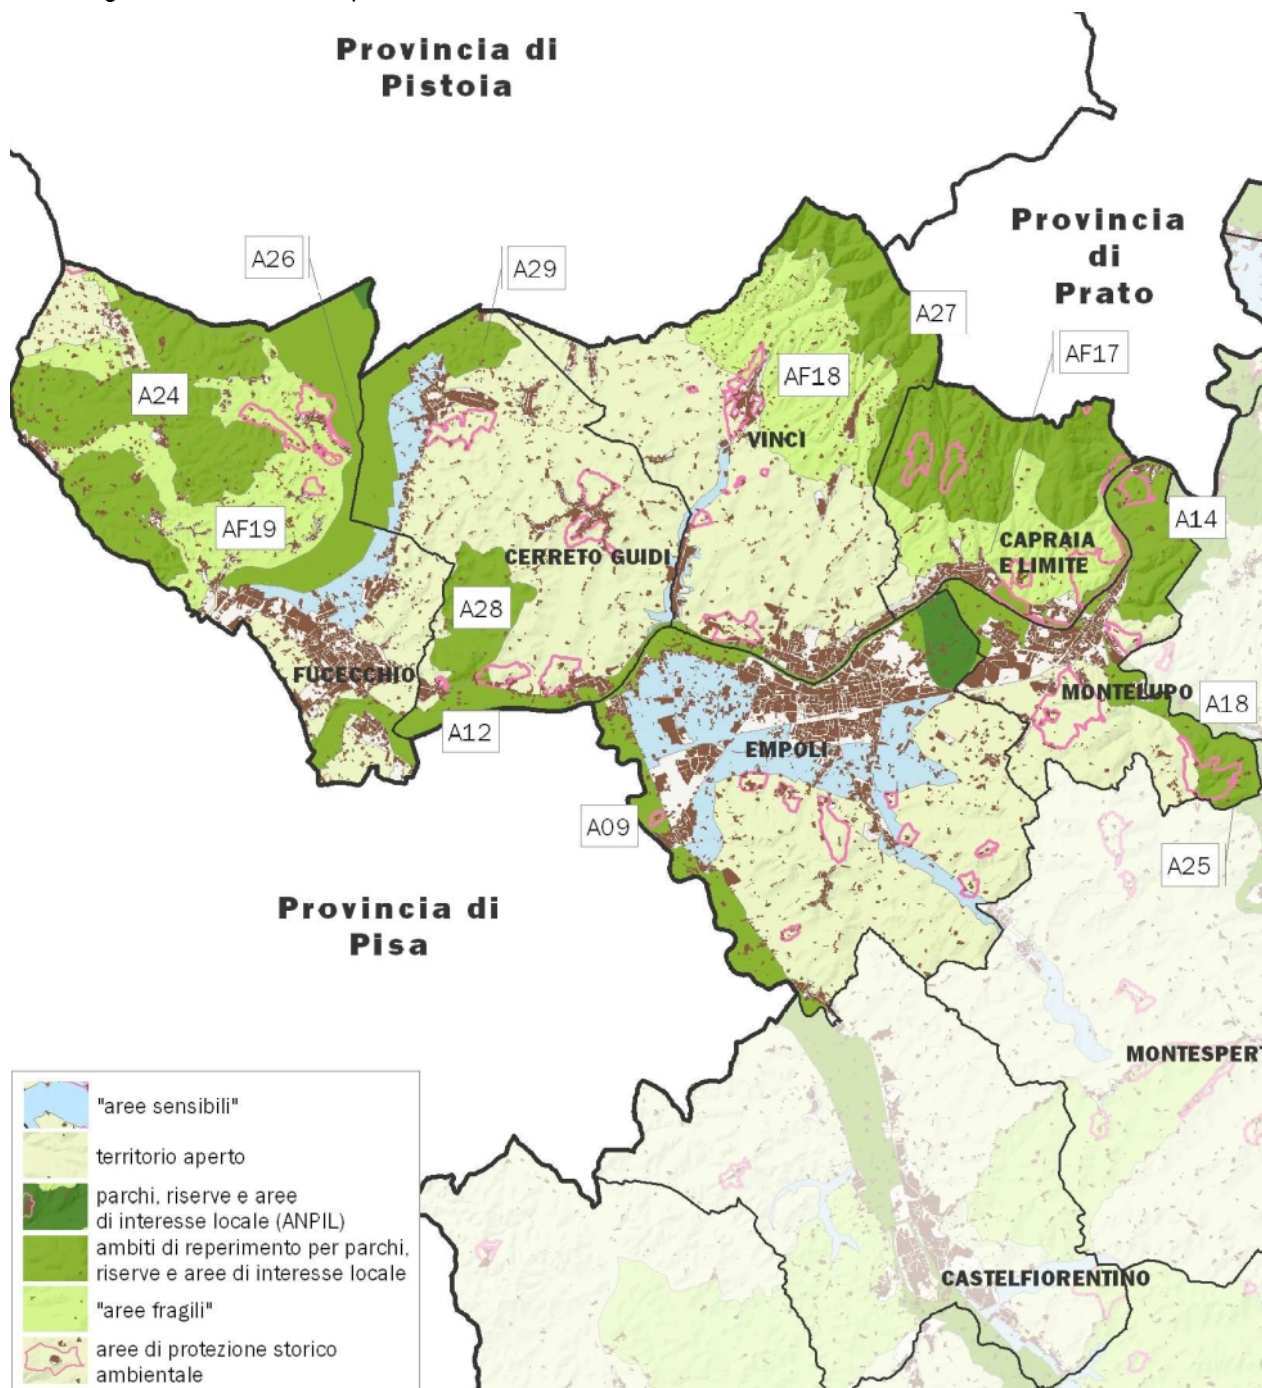 Provincia di
Pistoia
Provincia
di
Prato
A26
A29
A27
AF17
A24
AF18
VINCI
AF19
A14
CAPRAIA
E LIMITE
CERRETO GUIDI
A28
FUCECCHIO
MONTELUPO
A18
A12
EMPOLI
A09
A25
Provincia di
Pisa
MONTESPERT
"aree sensibili"
territorio aperto
parchi, riserve e aree
di interesse locale (ANPIL)
ambiti di reperimento per parchi,
riserve e aree di interesse locale
"aree fragili"
aree di protezione storico
ambientale
CASTELFIORENTINO